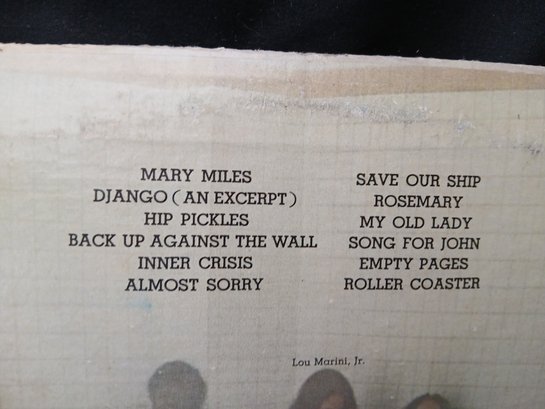 MARY MILES
DJANGO (AN EXCERPT)
HIP PICKLES
BACK UP AGAINST THE WALL
INNER CRISIS
ALMOST SORRY
SAVE OUR SHIP
ROSEMARY
MY OLD LADY
SONG FOR JOHN
EMPTY PAGES
ROLLER COASTER
Lou Marini, Jr.